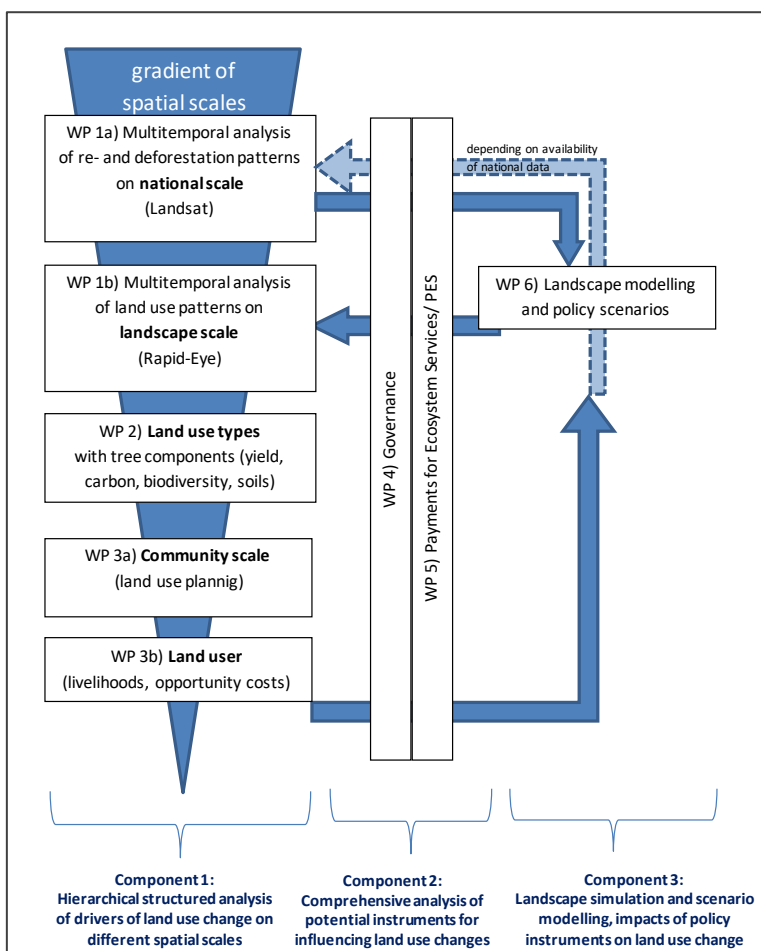 gradient of
spatial scales
WP 1a) Multitemporal analysis
of re- and deforestation patterns
on national scale
(Landsat)
depending on availability
of national data
WP 1b) Multitemporal analysis
of land use patterns on
landscape scale
(Rapid-Eye)
WP 6) Landscape modelling
and policy scenarios
WP 2) Land use types
with tree components (yield,
carbon, biodiversity, soils)
WP 3a) Community scale
(land use plannig)
WP 3b) Land user
(livelihoods, opportunity costs)
WP 4) Governance
WP 5) Payments for Ecosystem Services/ PES
Component 1:
Hierarchical structured analysis
of drivers of land use change on
different spatial scales
Component 2:
Comprehensive analysis of
potential instruments for
influencing land use changes
Component 3:
Landscape simulation and scenario
modelling, impacts of policy
instruments on land use change